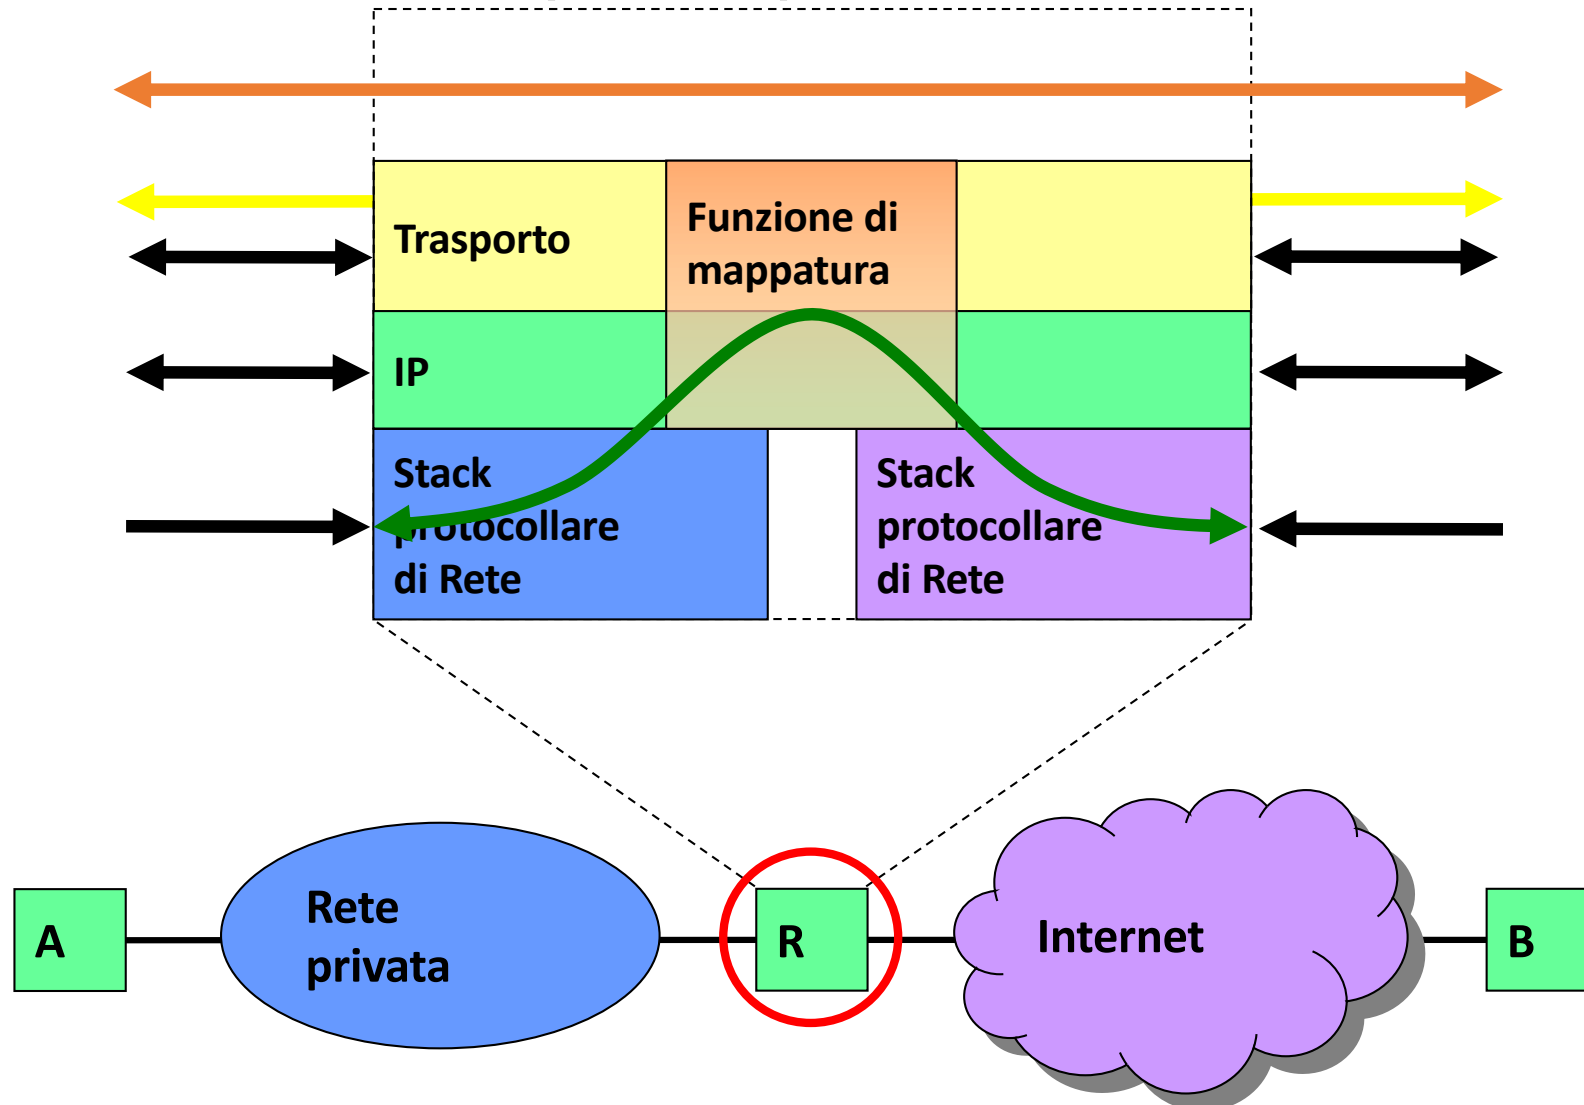 Trasporto
Funzione di
mappatura
IP
Stack
protocollare
di Rete
Stack
protocollare
di Rete
A
Rete
privata
R
Internet
B